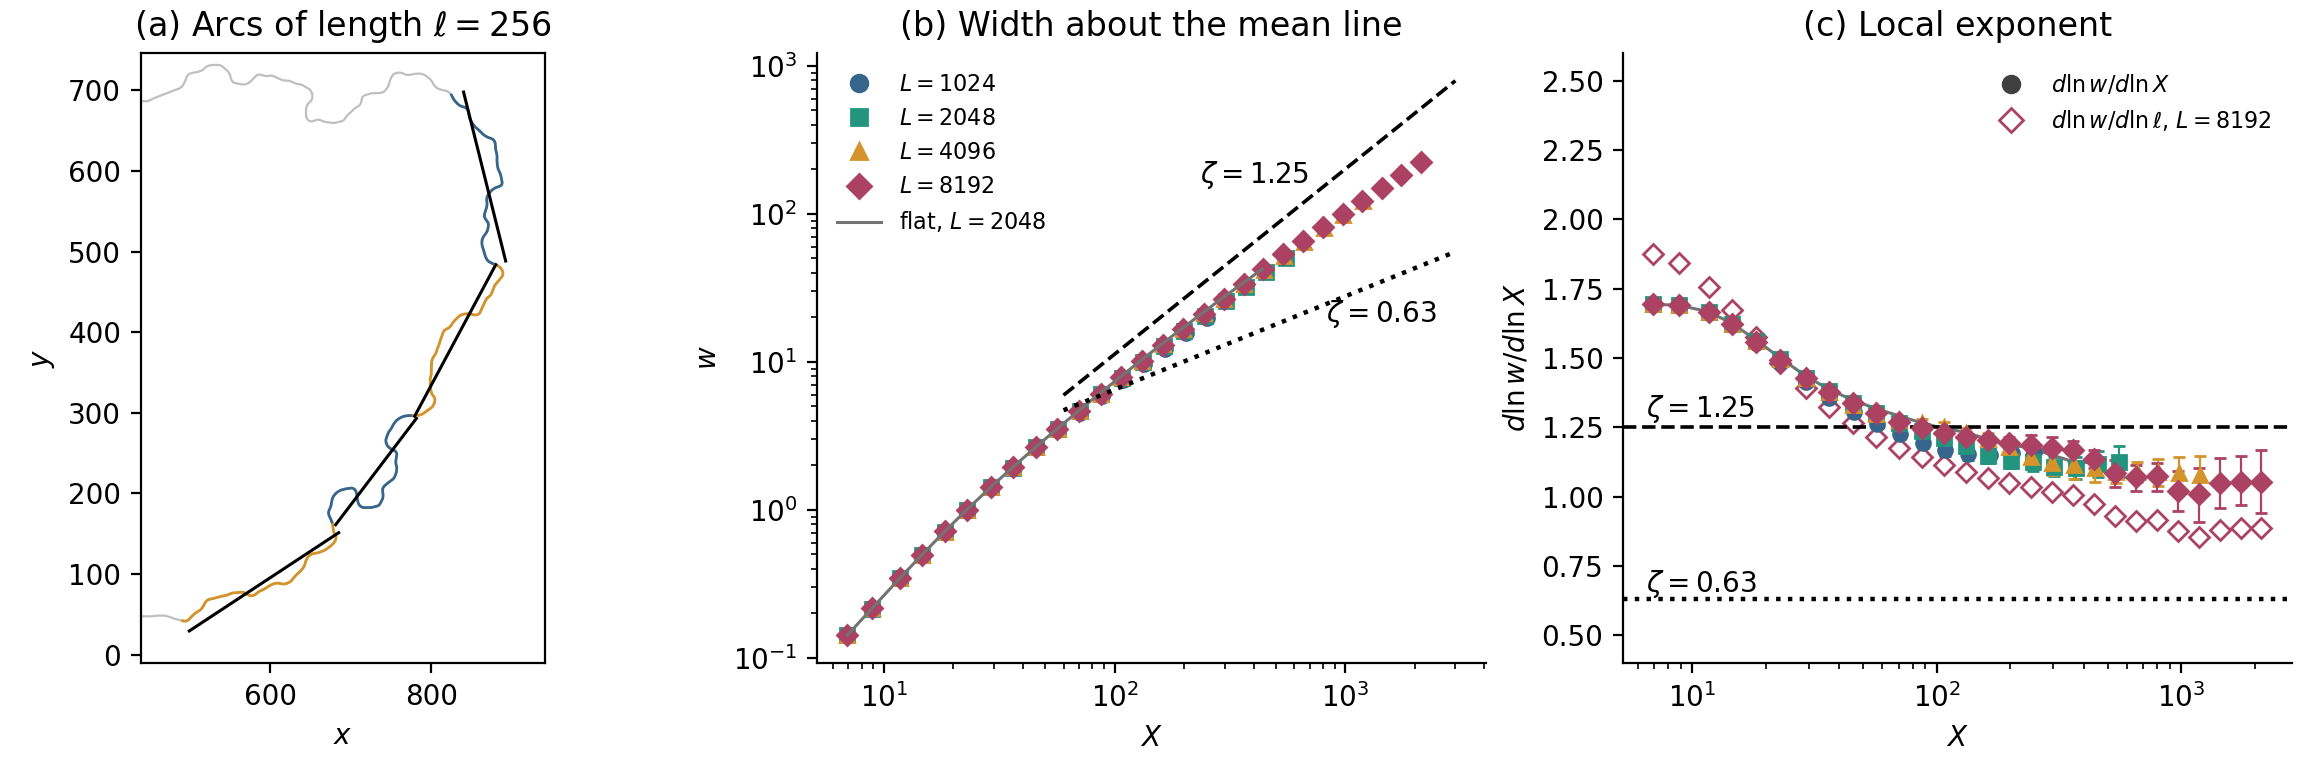 (a) Arcs of length ℓ = 256
700
600
500
400
300
200
100
0
y
600
800
x
(b) Width about the mean line
L = 1024
L = 2048
L = 4096
L = 8192
flat, L = 2048
ζ = 1.25
ζ = 0.63
10³
10²
10¹
10⁰
10⁻¹
w
10¹
10²
10³
X
(c) Local exponent
d ln w/d ln X
d ln w/d ln ℓ, L = 8192
ζ = 1.25
ζ = 0.63
2.50
2.25
2.00
1.75
1.50
1.25
1.00
0.75
0.50
d ln w/d ln X
10¹
10²
10³
X